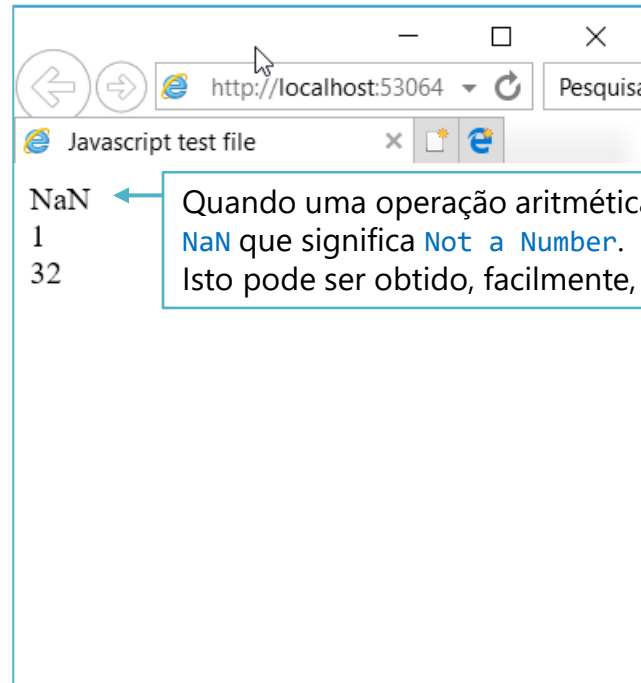 http://localhost:53064
Pesquisa
Javascript test file
NaN
1
32
Quando uma operação aritmética
NaN que significa Not a Number.
Isto pode ser obtido, facilmente,